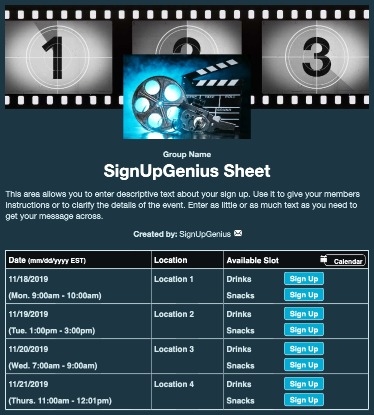 1 2 3
Group Name
SignUpGenius Sheet
This area allows you to enter descriptive text about your sign up. Use it to give your members
instructions or to clarify the details of the event. Enter as little or as much text as you need to
get your message across.
Created by: SignUpGenius
Date (mm/dd/yyyy EST) Location Available Slot Calendar
11/18/2019 Location 1 Drinks Sign Up
(Mon. 9:00am - 10:00am) Snacks Sign Up
11/19/2019 Location 2 Drinks Sign Up
(Tue. 1:00pm - 3:00pm) Snacks Sign Up
11/20/2019 Location 3 Drinks Sign Up
(Wed. 7:00am - 9:00am) Snacks Sign Up
11/21/2019 Location 4 Drinks Sign Up
(Thurs. 11:00am - 12:01pm) Snacks Sign Up